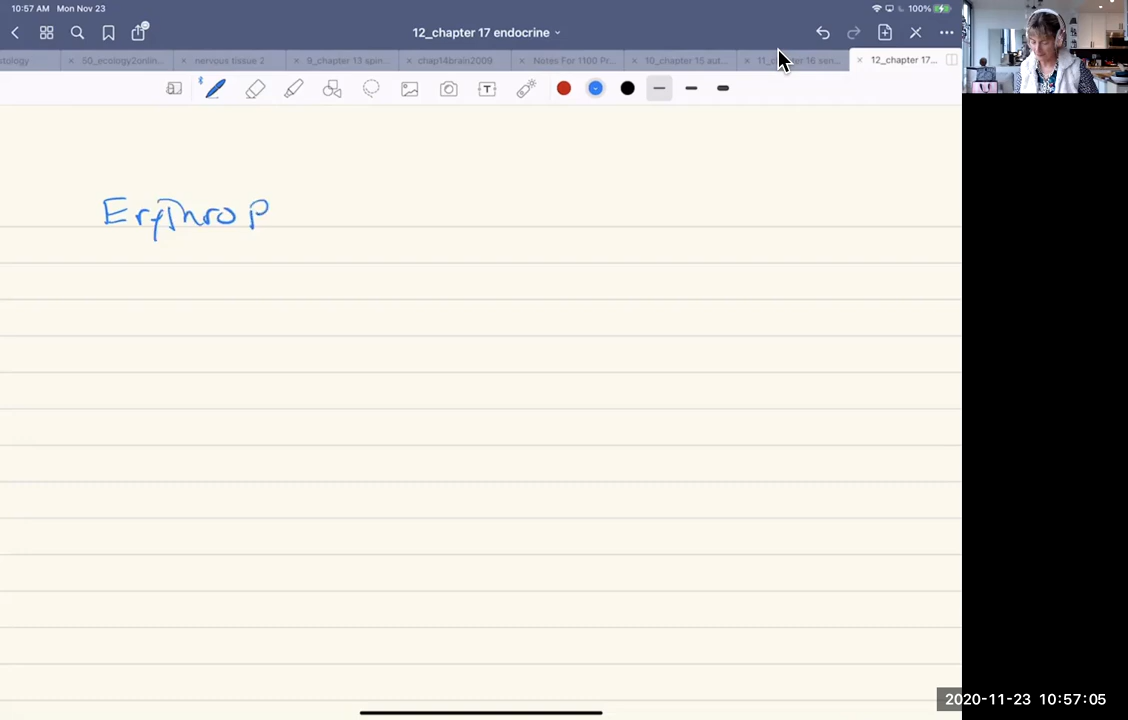 10:57 AM Mon Nov 23
100%
12_chapter 17 endocrine
50_ecology2onlin...
nervous tissue 2
9_chapter 13 spin...
chap14brain2009
Notes For 1100 Pr...
10_chapter 15 aut...
12_chapter 17...
T
Erythro P
2020-11-23 10:57:05